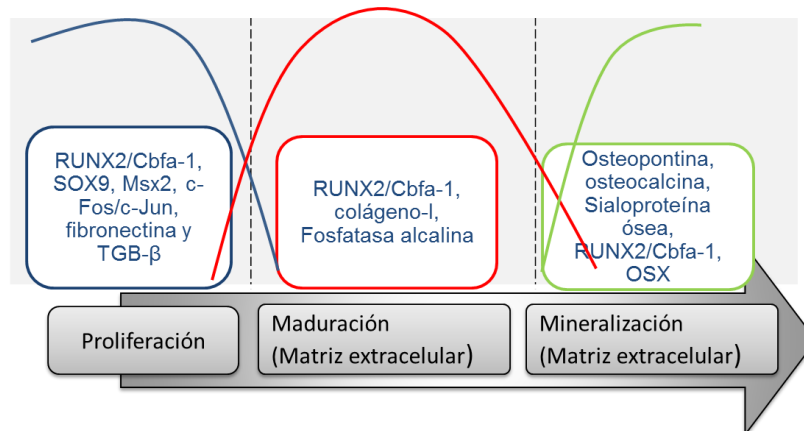 RUNX2/Cbfa-1,
SOX9, Msx2, c-
Fos/c-Jun,
fibronectina y
TGB-β
RUNX2/Cbfa-1,
colágeno-I,
Fosfatasa alcalina
Osteopontina,
osteocalcina,
Sialoproteína
ósea,
RUNX2/Cbfa-1,
OSX
Proliferación
Maduración
(Matriz extracelular)
Mineralización
(Matriz extracelular)